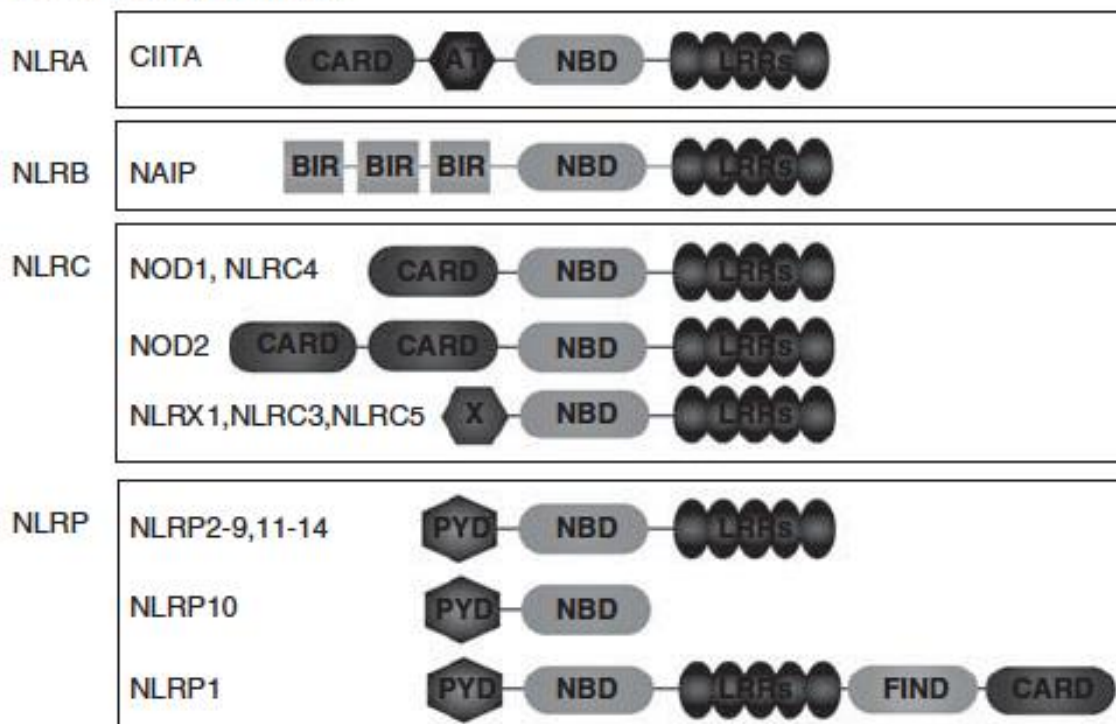 NLRA CIITA CARD AT NBD LRRs
NLRB NAIP BIR BIR BIR NBD LRRs
NLRC NOD1, NLRC4 CARD NBD LRRs
NOD2 CARD CARD NBD LRRs
NLRX1,NLRC3,NLRC5 X NBD LRRs
NLRP NLRP2-9,11-14 PYD NBD LRRs
NLRP10 PYD NBD
NLRP1 PYD NBD LRRs FIND CARD